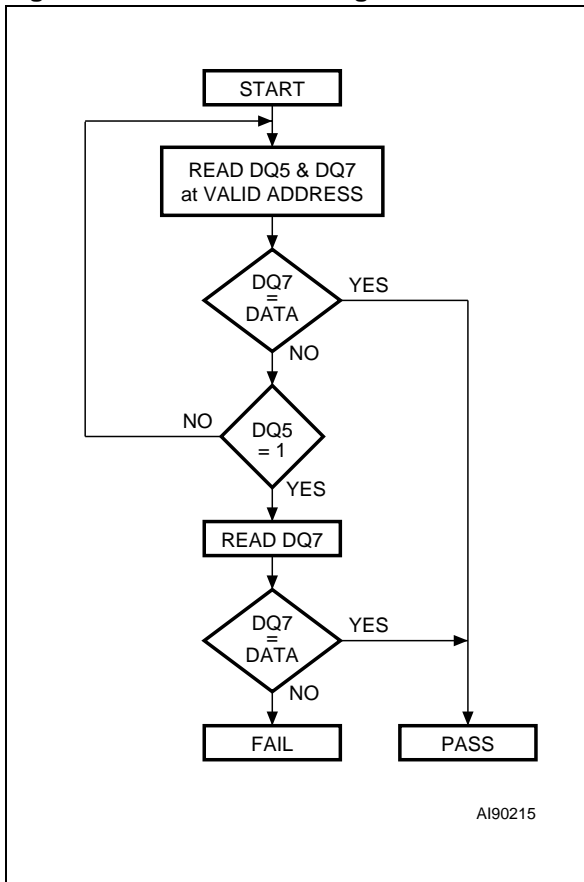 START
READ DQ5 & DQ7
at VALID ADDRESS
DQ7
=
DATA
YES
NO
NO
DQ5
= 1
YES
READ DQ7
DQ7
=
DATA
YES
NO
FAIL
PASS
AI90215